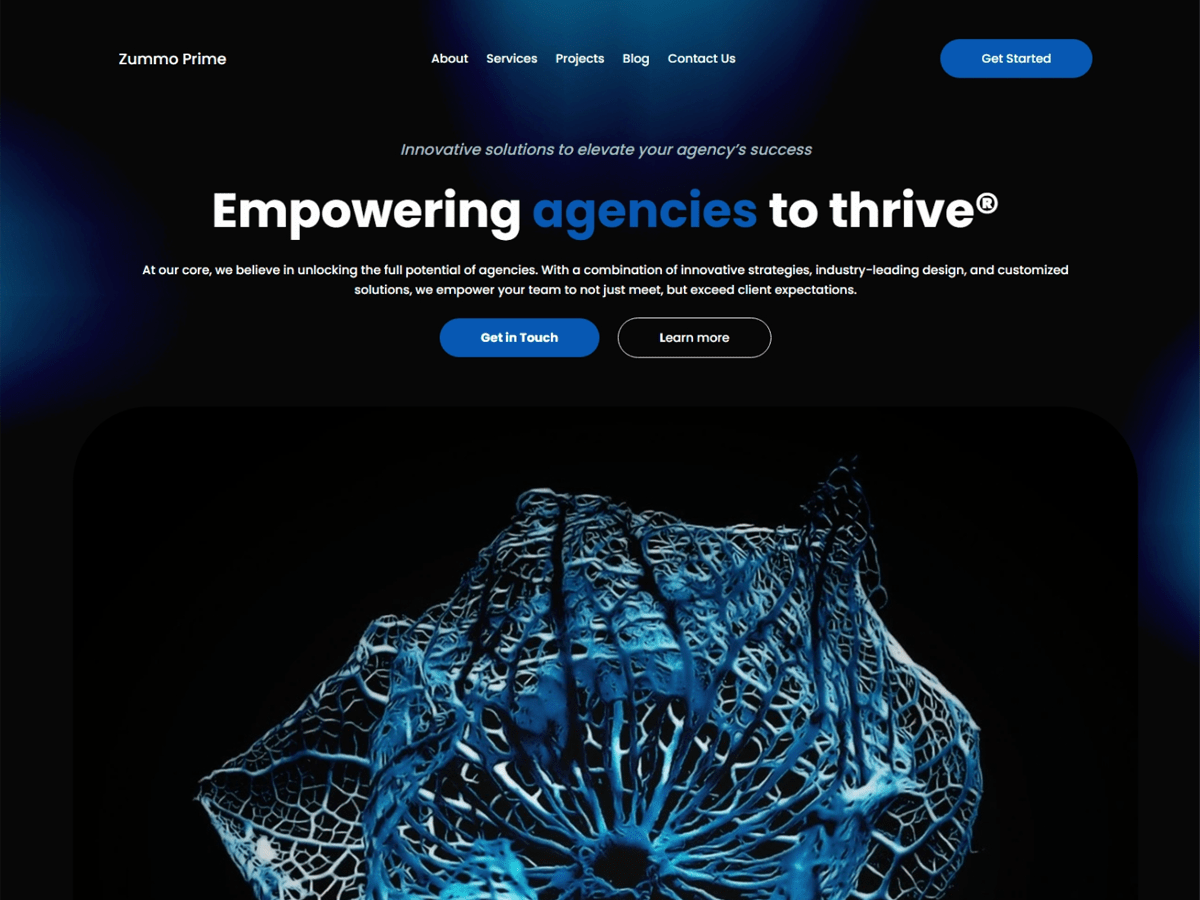 Zummo Prime
About Services Projects Blog Contact Us
Get Started
Innovative solutions to elevate your agency’s success
Empowering agencies to thrive®
At our core, we believe in unlocking the full potential of agencies. With a combination of innovative strategies, industry-leading design, and customized
solutions, we empower your team to not just meet, but exceed client expectations.
Get in Touch
Learn more